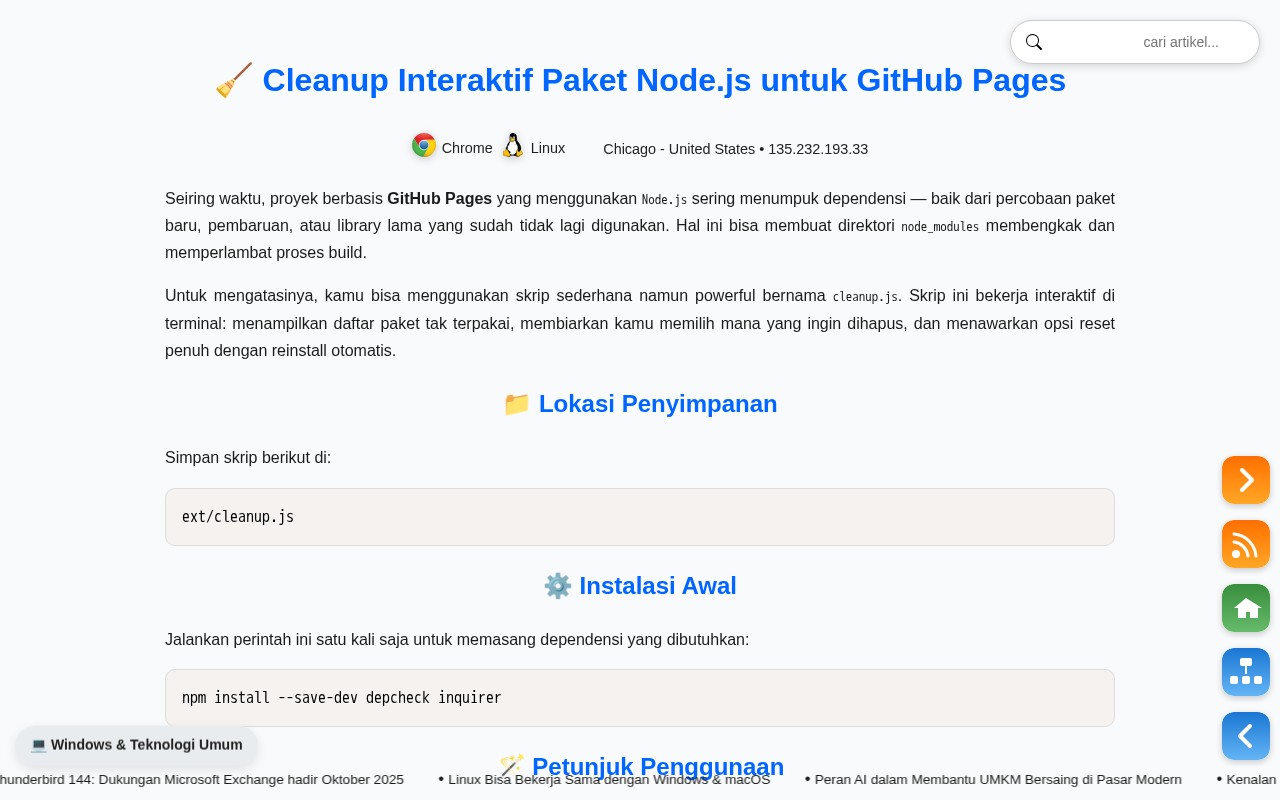 cari artikel...
🧹 Cleanup Interaktif Paket Node.js untuk GitHub Pages
Chrome Linux Chicago - United States • 135.232.193.33
Seiring waktu, proyek berbasis GitHub Pages yang menggunakan Node.js sering menumpuk dependensi — baik dari percobaan paket
baru, pembaruan, atau library lama yang sudah tidak lagi digunakan. Hal ini bisa membuat direktori node_modules membengkak dan
memperlambat proses build.
Untuk mengatasinya, kamu bisa menggunakan skrip sederhana namun powerful bernama cleanup.js. Skrip ini bekerja interaktif di
terminal: menampilkan daftar paket tak terpakai, membiarkan kamu memilih mana yang ingin dihapus, dan menawarkan opsi reset
penuh dengan reinstall otomatis.
📁 Lokasi Penyimpanan
Simpan skrip berikut di:
ext/cleanup.js
⚙️ Instalasi Awal
Jalankan perintah ini satu kali saja untuk memasang dependensi yang dibutuhkan:
npm install --save-dev depcheck inquirer
💻 Windows & Teknologi Umum
🪄 Petunjuk Penggunaan
hunderbird 144: Dukungan Microsoft Exchange hadir Oktober 2025 • Linux Bisa Bekerja Sama dengan Windows & macOS • Peran AI dalam Membantu UMKM Bersaing di Pasar Modern • Kenalan